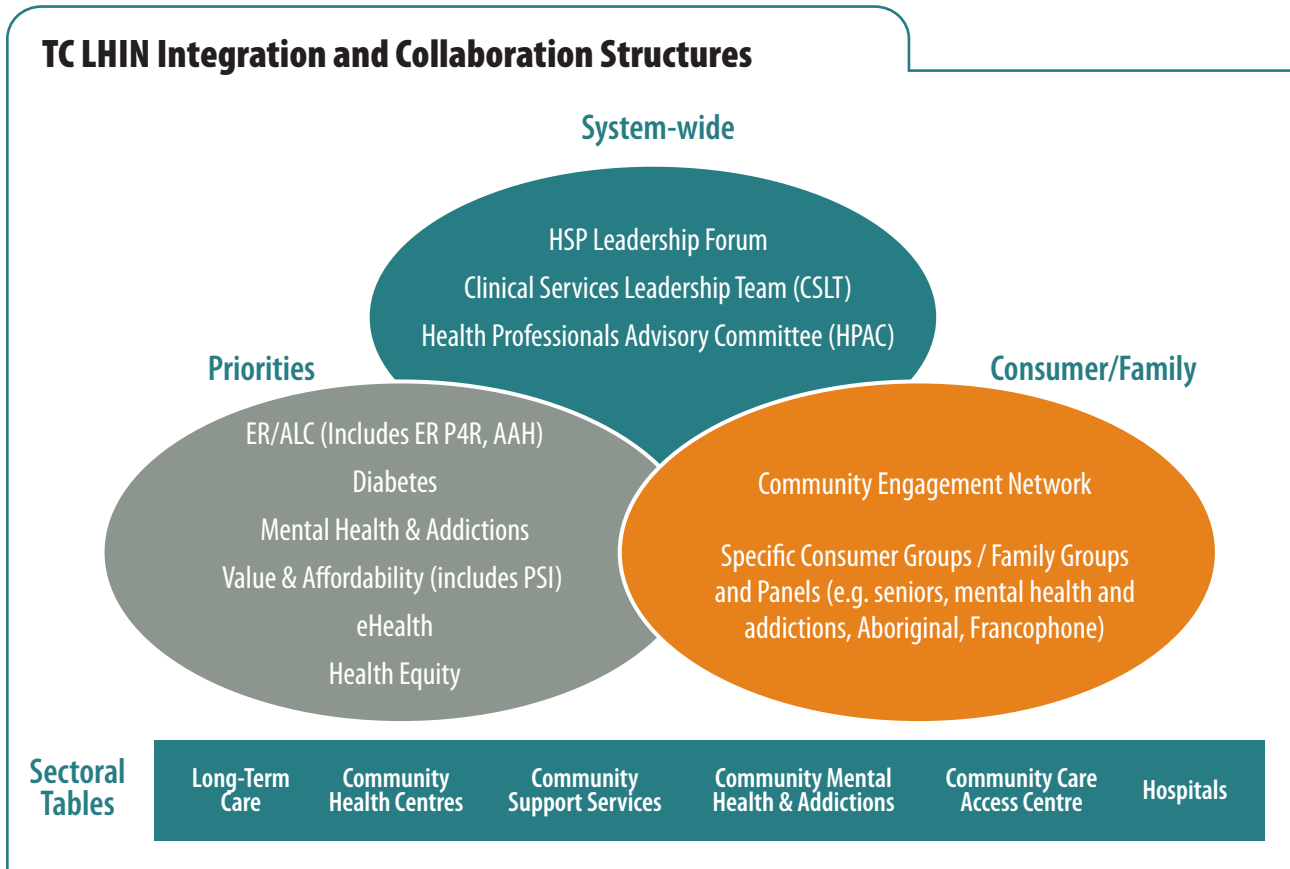 TC LHIN Integration and Collaboration Structures
System-wide
HSP Leadership Forum
Clinical Services Leadership Team (CSLT)
Health Professionals Advisory Committee (HPAC)
Priorities
ER/ALC (Includes ER P4R, AAH)
Diabetes
Mental Health & Addictions
Value & Affordability (includes PSI)
eHealth
Health Equity
Consumer/Family
Community Engagement Network
Specific Consumer Groups / Family Groups
and Panels (e.g. seniors, mental health and
addictions, Aboriginal, Francophone)
Sectoral
Tables
Long-Term
Care
Community
Health Centres
Community
Support Services
Community Mental
Health & Addictions
Community Care
Access Centre
Hospitals